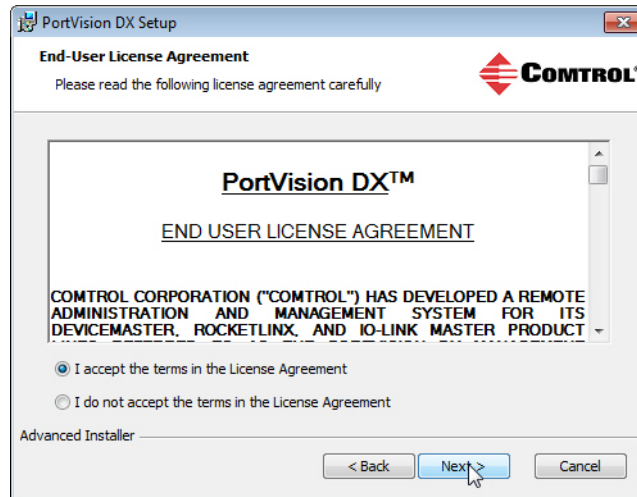 PortVision DX Setup
End-User License Agreement
Please read the following license agreement carefully
COMTROL®
PortVision DX™
END USER LICENSE AGREEMENT
COMTROL CORPORATION ("COMTROL") HAS DEVELOPED A REMOTE
ADMINISTRATION AND MANAGEMENT SYSTEM FOR ITS
DEVICEMASTER, ROCKETLINX, AND IO-LINK MASTER PRODUCT
I accept the terms in the License Agreement
I do not accept the terms in the License Agreement
Advanced Installer
< Back
Next >
Cancel